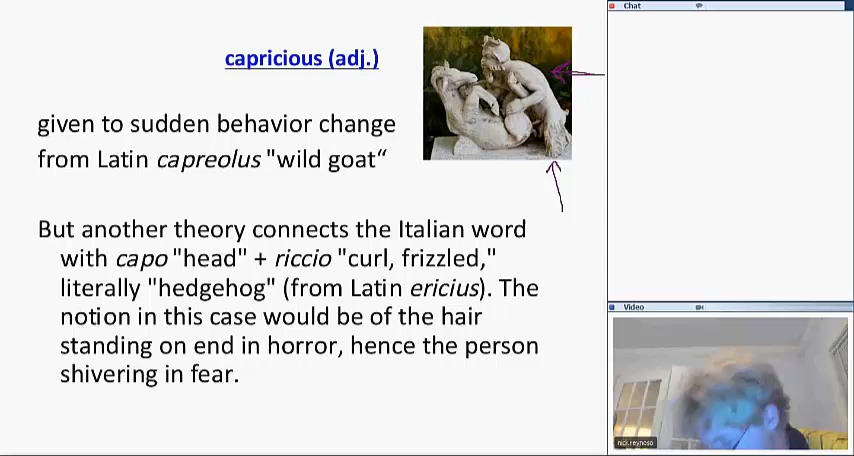 capricious (adj.)
given to sudden behavior change
from Latin capreolus "wild goat“
But another theory connects the Italian word
with capo "head" + riccio "curl, frizzled,"
literally "hedgehog" (from Latin ericius). The
notion in this case would be of the hair
standing on end in horror, hence the person
shivering in fear.
Chat
Video
nick.reynoso